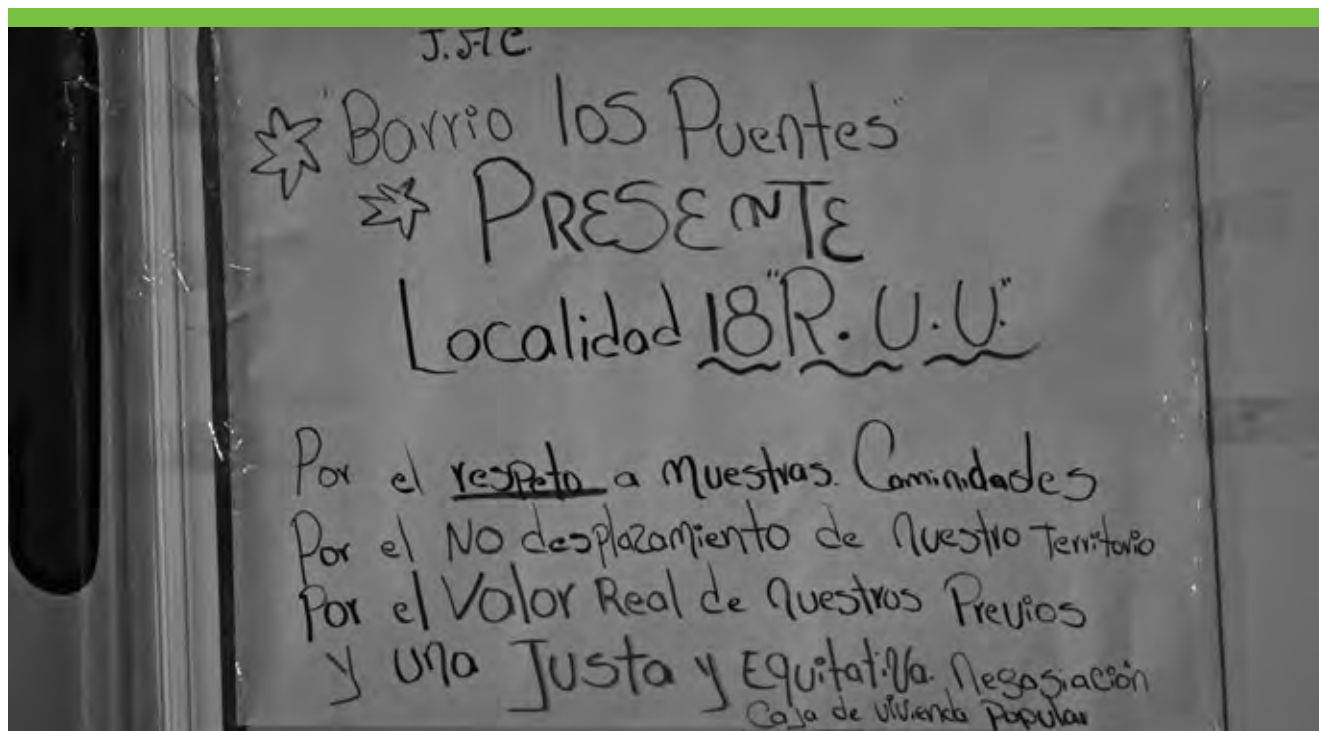 J.A.C.
"Barrio los Puentes"
PRESENTE
Localidad 18 "R.U.U."
Por el respeto a nuestras Cominidades
Por el NO desplazamiento de nuestro Territorio
Por el Valor Real de nuestros Previos
y una Justa y Equitativa. Negosiación
Caja de vivienda Popular